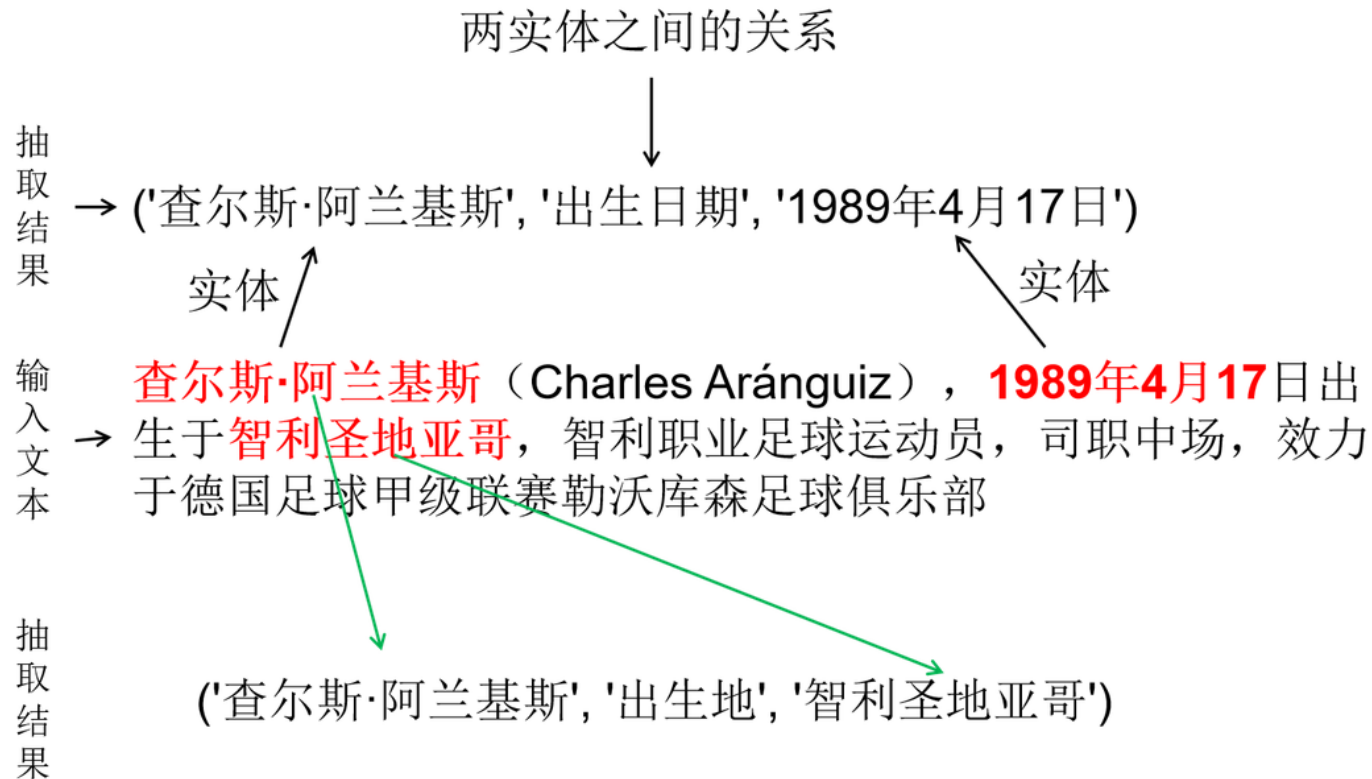 两实体之间的关系
抽取结果
('查尔斯·阿兰基斯', '出生日期', '1989年4月17日')
实体
实体
输入文本
查尔斯·阿兰基斯（Charles Aránguiz），1989年4月17日出
生于智利圣地亚哥，智利职业足球运动员，司职中场，效力
于德国足球甲级联赛勒沃库森足球俱乐部
抽取结果
('查尔斯·阿兰基斯', '出生地', '智利圣地亚哥')